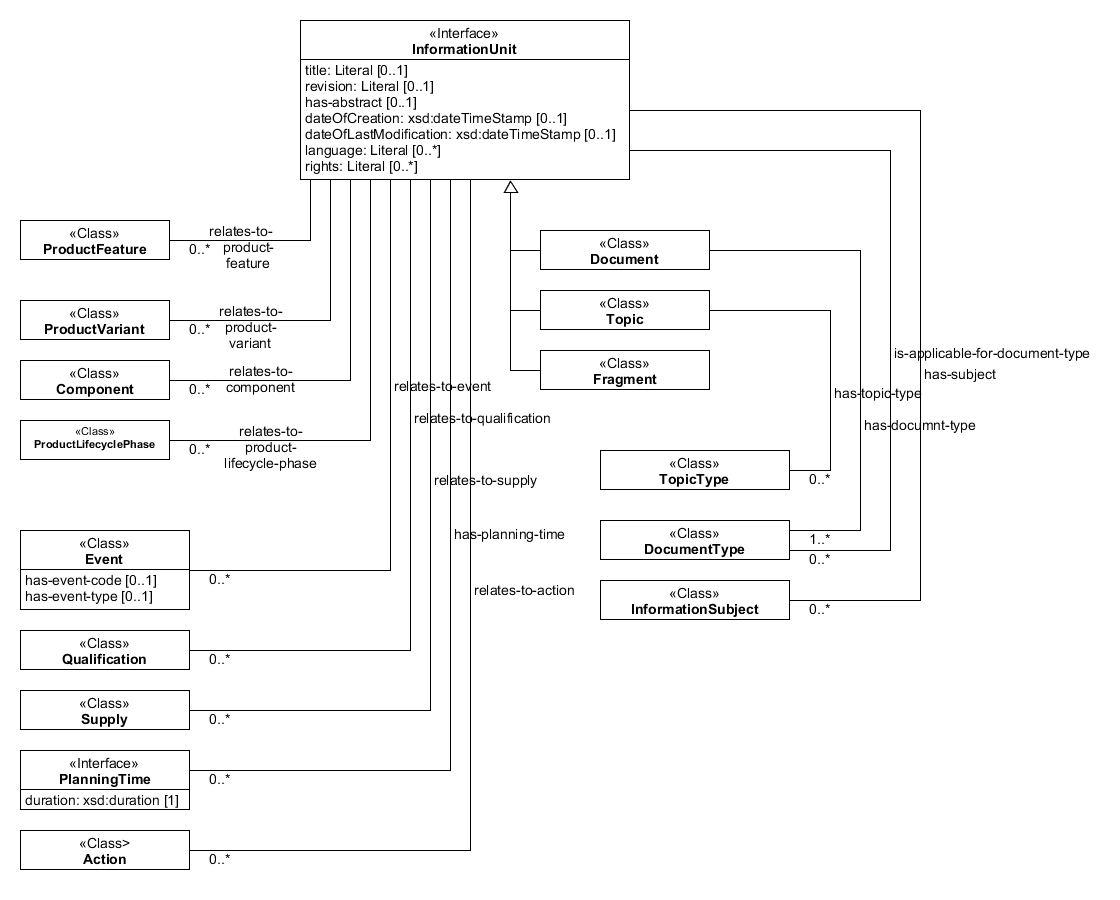 «Interface»
InformationUnit
title: Literal [0..1]
revision: Literal [0..1]
has-abstract [0..1]
dateOfCreation: xsd:dateTimeStamp [0..1]
dateOfLastModification: xsd:dateTimeStamp [0..1]
language: Literal [0..*]
rights: Literal [0..*]
«Class»
ProductFeature
0..*
relates-to-
product-
feature
«Class»
ProductVariant
0..*
relates-to-
product-
variant
«Class»
Component
0..*
relates-to-
component
«Class»
ProductLifecyclePhase
0..*
relates-to-
product-
lifecycle-phase
«Class»
Document
«Class»
Topic
«Class»
Fragment
relates-to-event
relates-to-qualification
relates-to-supply
has-planning-time
relates-to-action
is-applicable-for-document-type
has-subject
has-topic-type
has-documnt-type
«Class»
TopicType
0..*
«Class»
DocumentType
1..*
0..*
«Class»
InformationSubject
0..*
«Class»
Event
has-event-code [0..1]
has-event-type [0..1]
0..*
«Class»
Qualification
0..*
«Class»
Supply
0..*
«Interface»
PlanningTime
duration: xsd:duration [1]
0..*
«Class>
Action
0..*